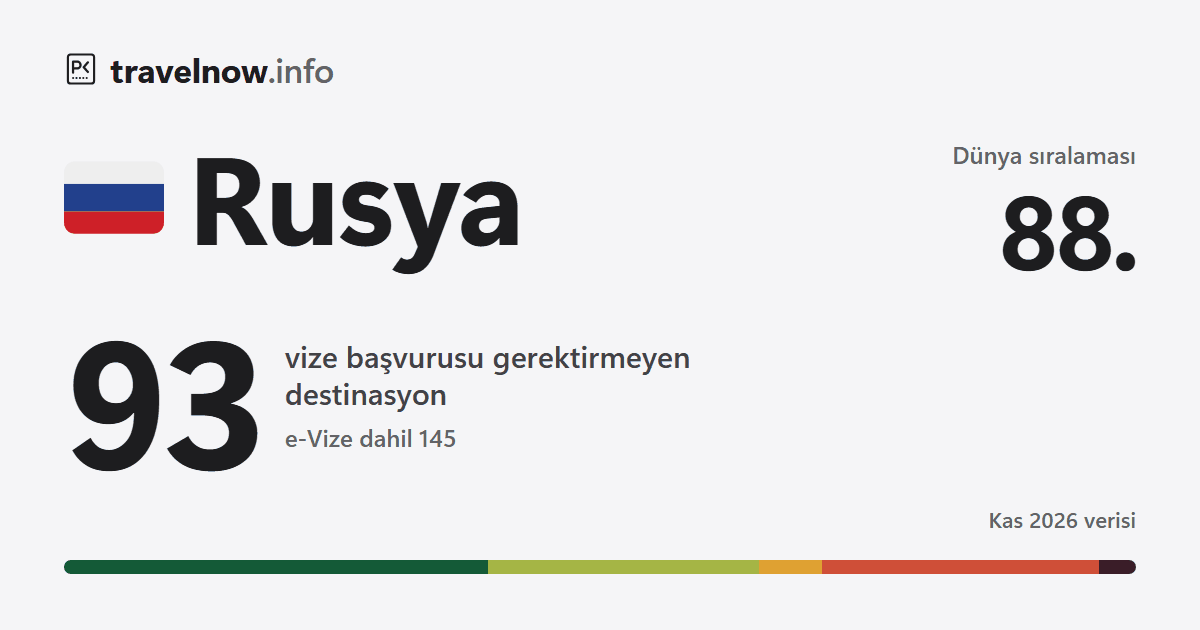 travelnow.info
Rusya
Dünya sıralaması
88.
93
vize başvurusu gerektirmeyen
destinasyon
e-Vize dahil 145
Kas 2026 verisi